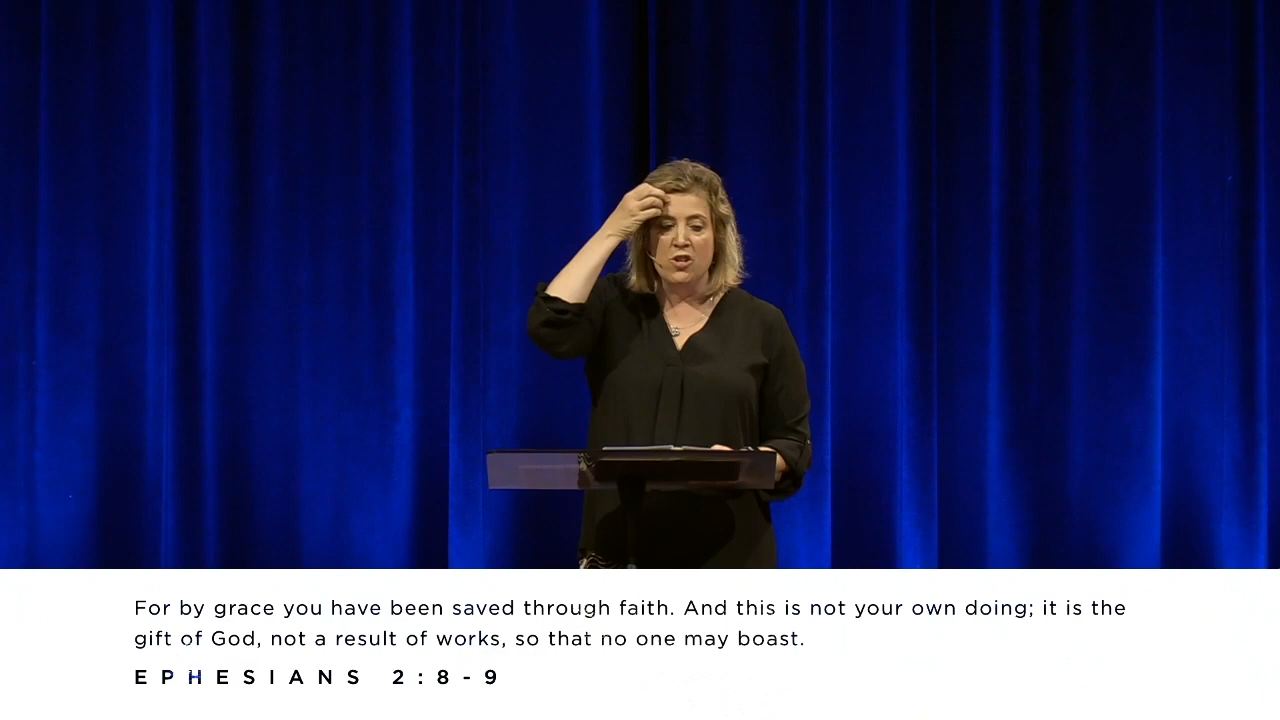 For by grace you have been saved through faith. And this is not your own doing; it is the
gift of God, not a result of works, so that no one may boast.
EPHESIANS 2:8-9